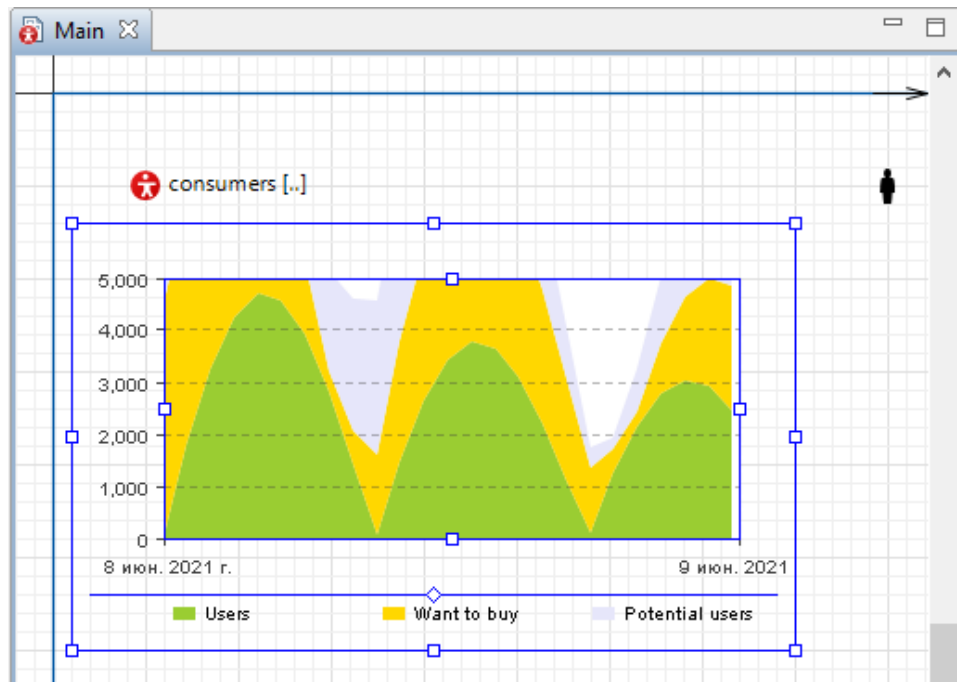 Main
consumers [..]
5,000
4,000
3,000
2,000
1,000
0
8 июн. 2021 г.
9 июн. 2021
Users
Want to buy
Potential users